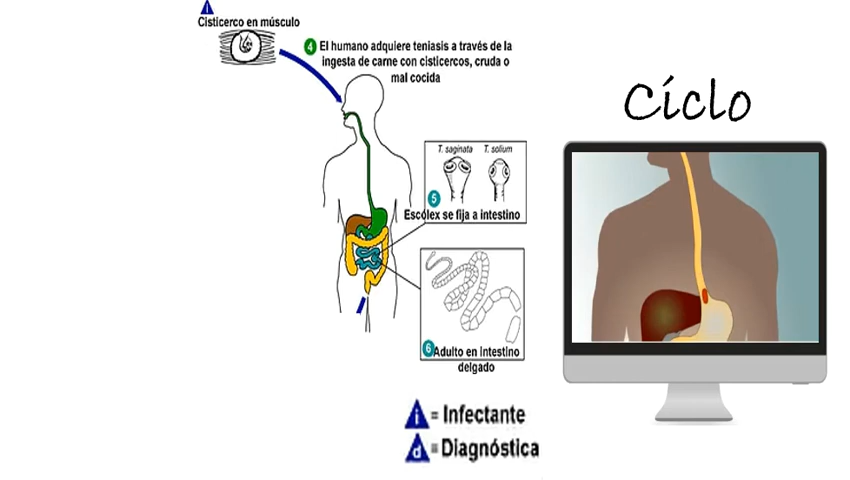 i
Cisticerco en músculo
4 El humano adquiere teniasis a través de la
ingesta de carne con cisticercos, cruda o
mal cocida
Ciclo
T. saginata T. solium
5
Escólex se fija a intestino
6 Adulto en intestino
delgado
i = Infectante
d = Diagnóstica